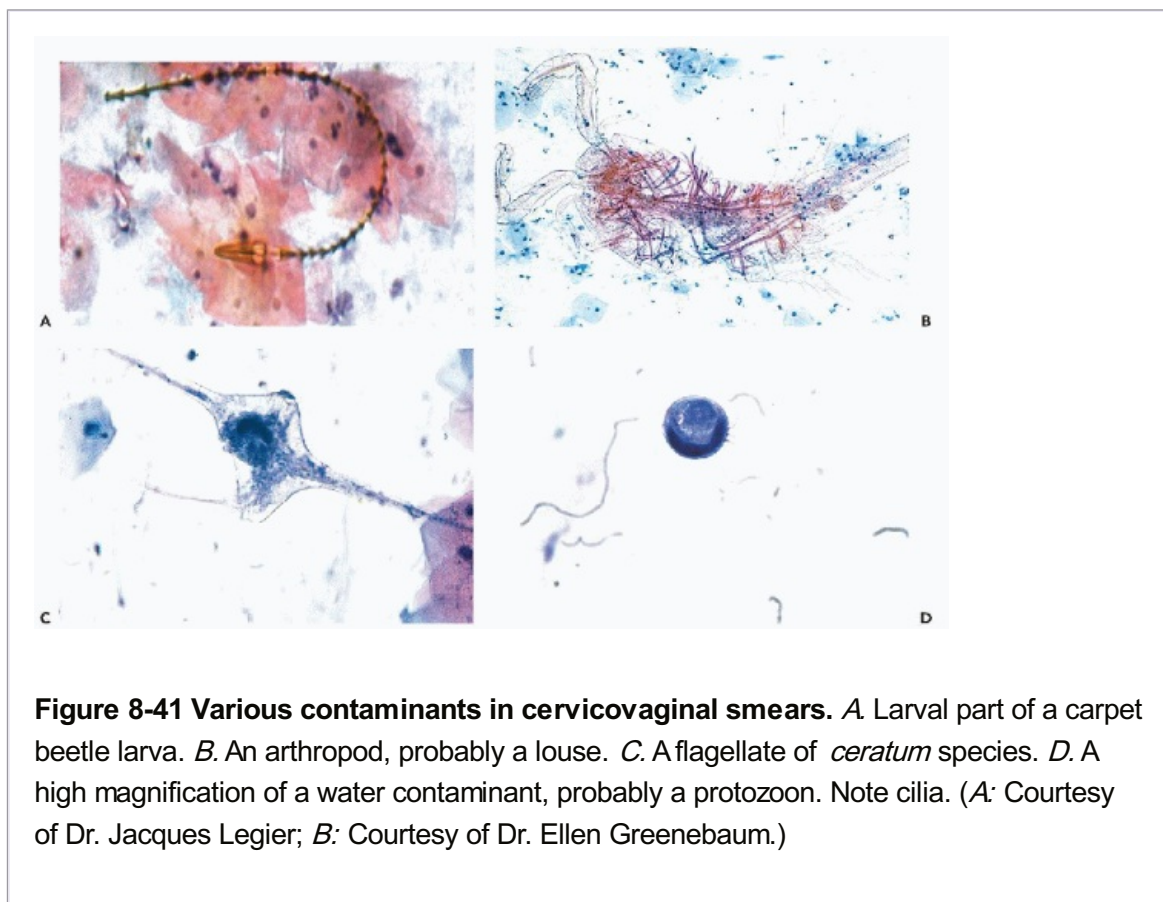 A
B
C
D
Figure 8-41 Various contaminants in cervicovaginal smears. A. Larval part of a carpet
beetle larva. B. An arthropod, probably a louse. C. A flagellate of ceratum species. D. A
high magnification of a water contaminant, probably a protozoon. Note cilia. (A: Courtesy
of Dr. Jacques Legier; B: Courtesy of Dr. Ellen Greenebaum.)